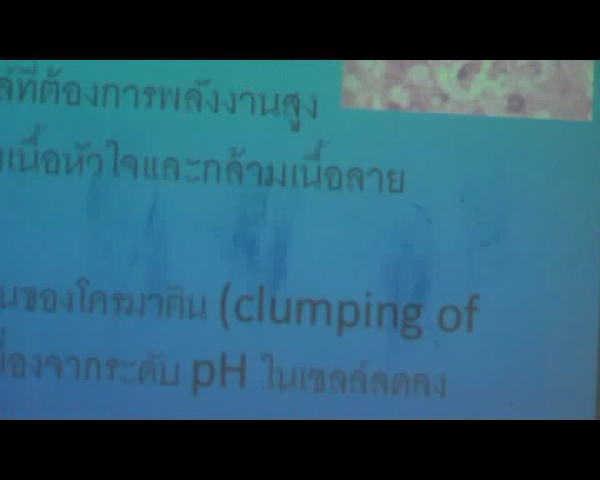 ที่ต้องการพลังงานสูง
เนื้อหัวใจและกล้ามเนื้อลาย
ของโครมาติน (clumping of
เนื่องจากระดับ pH ในเซลล์ลดลง